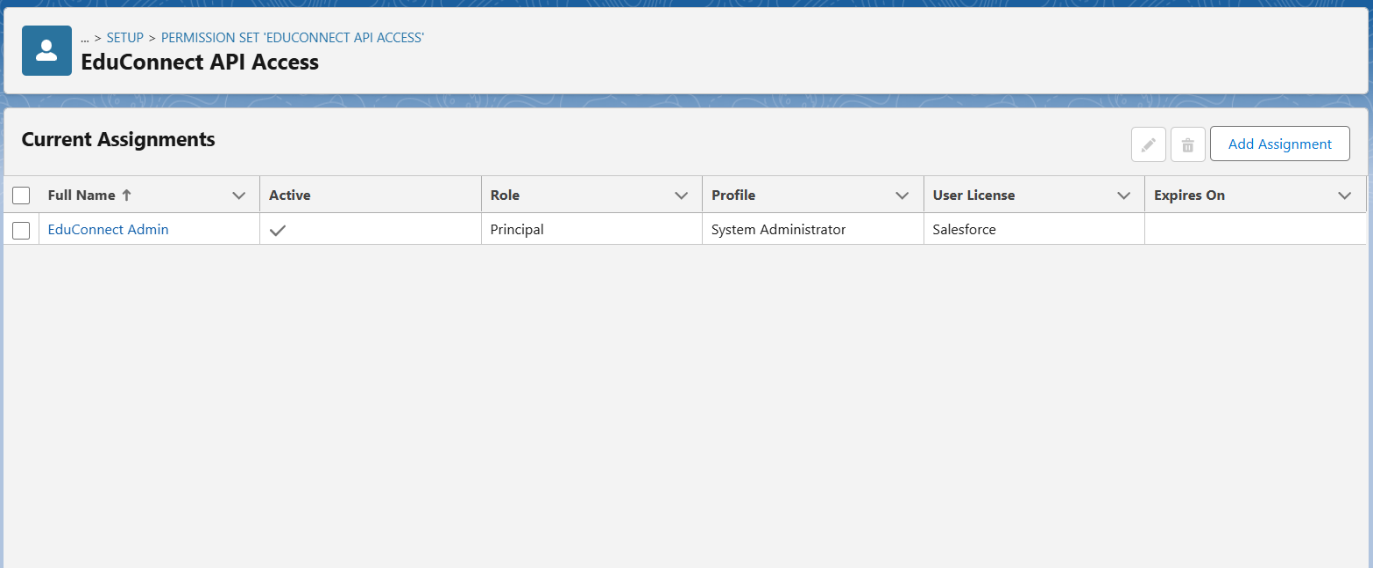 ... > SETUP > PERMISSION SET 'EDUCONNECT API ACCESS'
EduConnect API Access
Current Assignments
Add Assignment
Full Name Active Role Profile User License Expires On
EduConnect Admin Principal System Administrator Salesforce